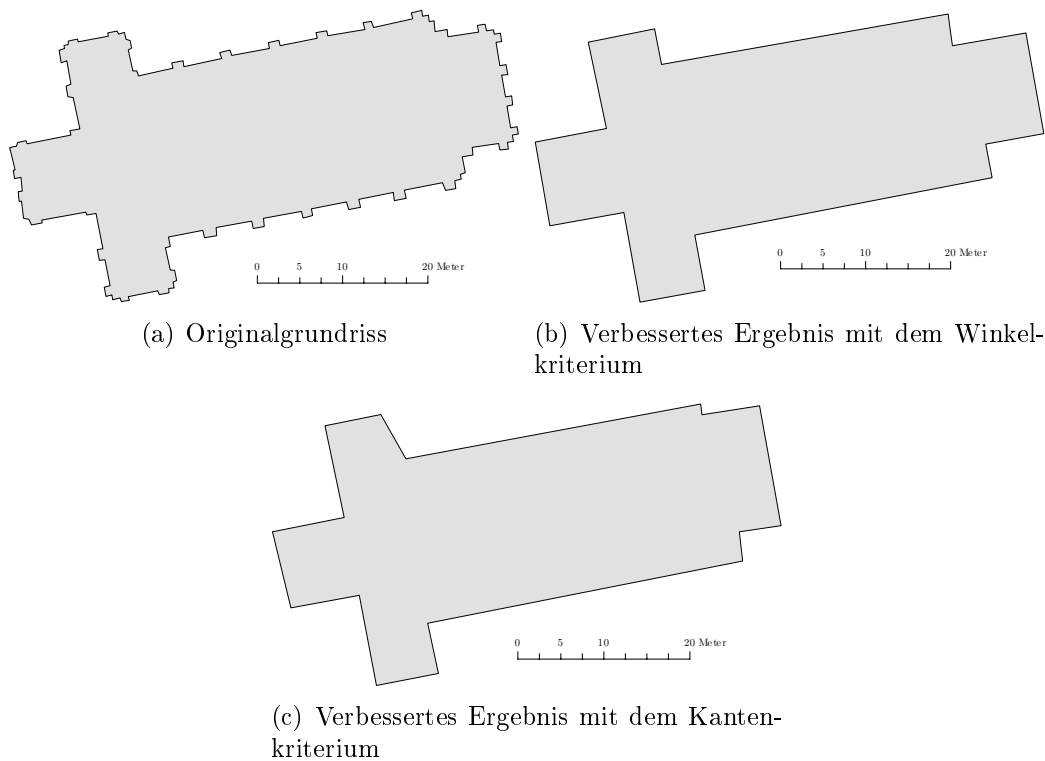 0 5 10 20 Meter
(a) Originalgrundriss
0 5 10 20 Meter
(b) Verbessertes Ergebnis mit dem Winkel-
kriterium
0 5 10 20 Meter
(c) Verbessertes Ergebnis mit dem Kanten-
kriterium